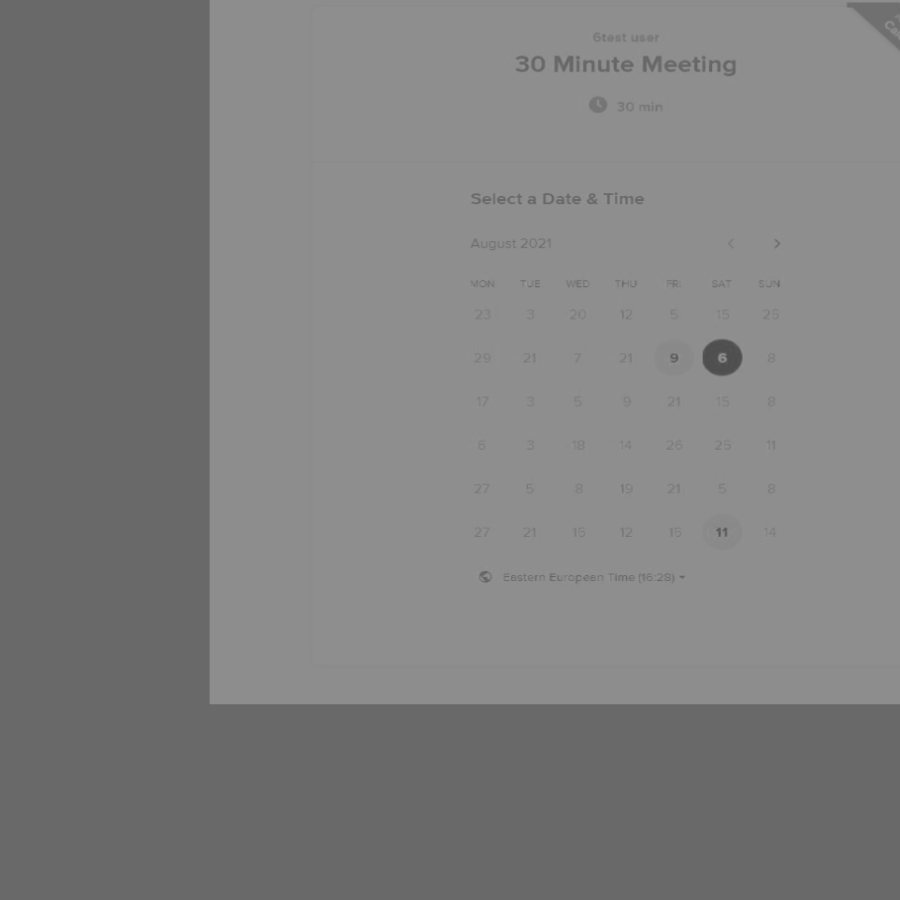 6test user
30 Minute Meeting
30 min
Select a Date & Time
August 2021
MON TUE WED THU FRI SAT SUN
23 3 20 12 5 15 25
29 21 7 21 9 6 8
17 3 5 9 21 15 8
6 3 18 14 26 25 11
27 5 8 19 21 5 8
27 21 15 12 15 11 14
Eastern European Time (16:28)